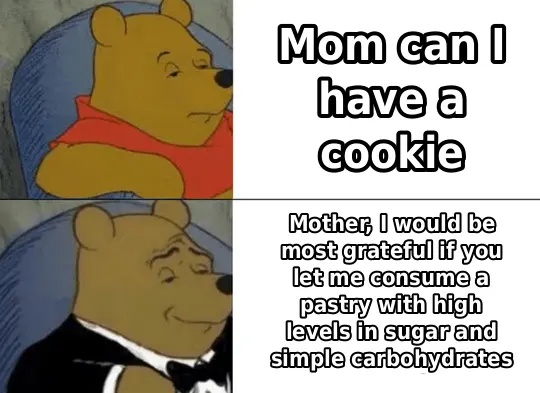 Mom can I
have a
cookie
Mother, I would be
most grateful if you
let me consume a
pastry with high
levels in sugar and
simple carbohydrates